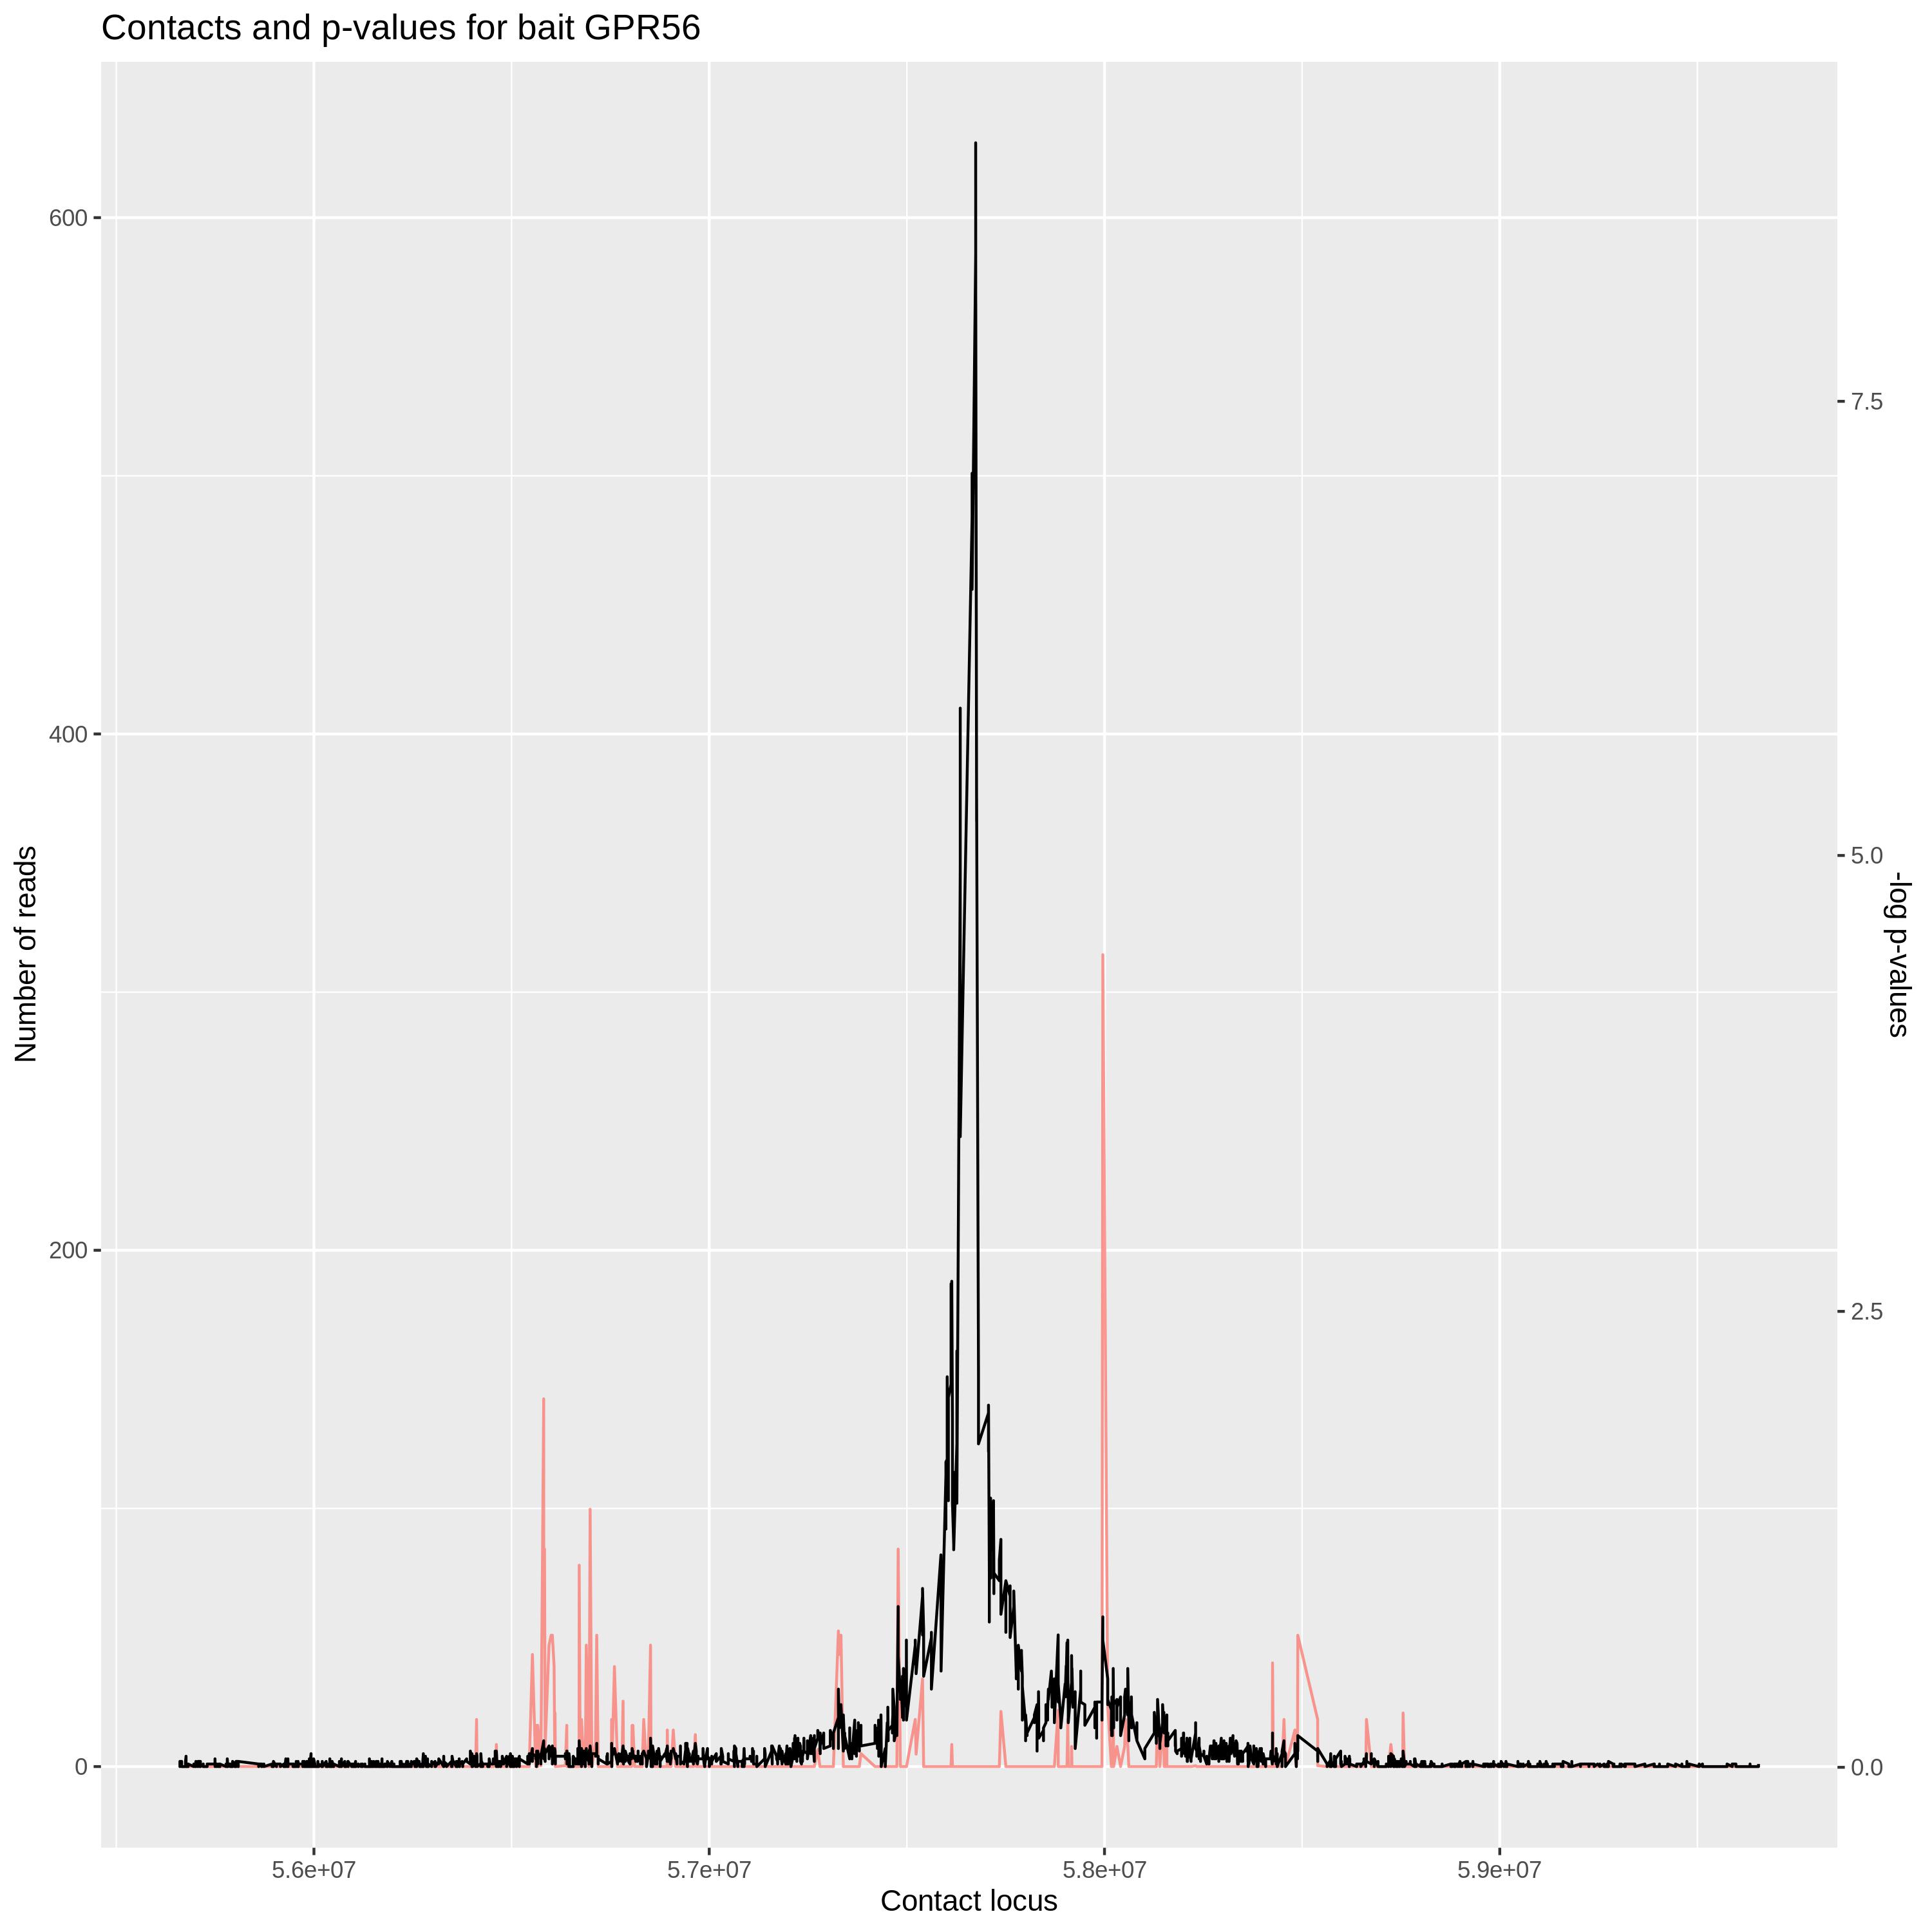 Contacts and p-values for bait GPR56
Number of reads
600
400
200
0
7.5
5.0
2.5
0.0
-log p-values
5.6e+07 5.7e+07 5.8e+07 5.9e+07
Contact locus